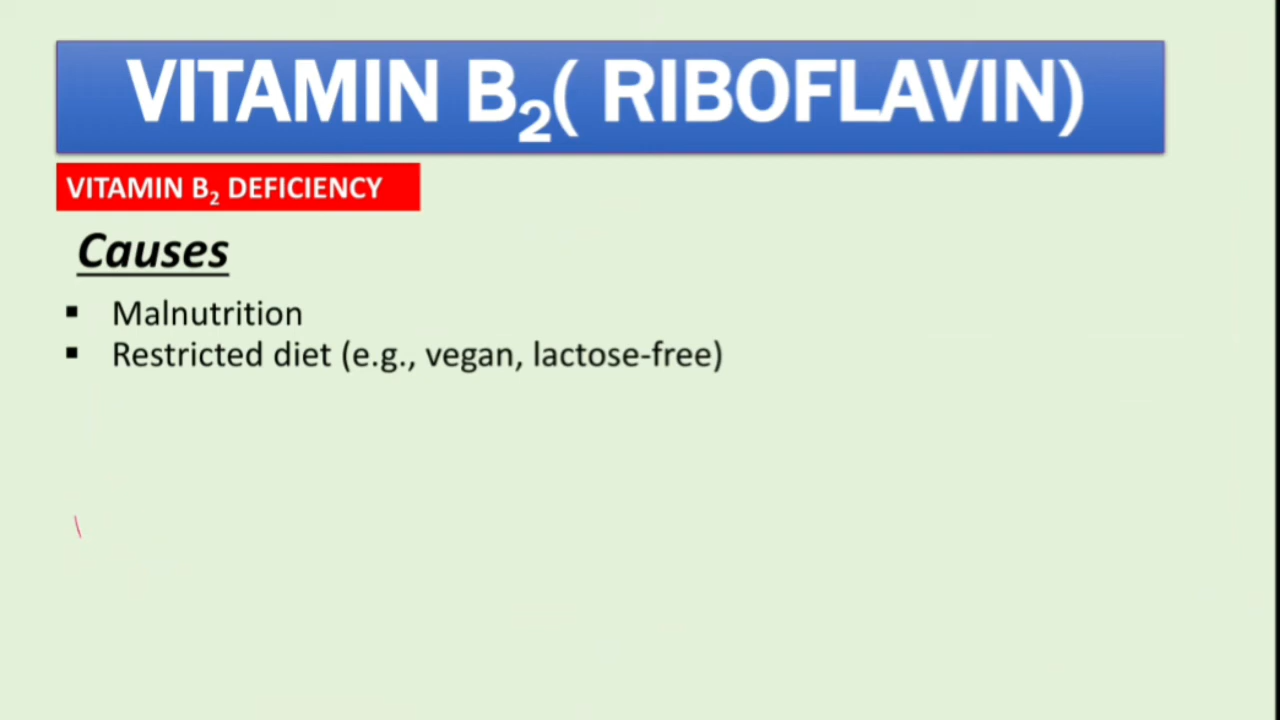 VITAMIN B₂( RIBOFLAVIN)
VITAMIN B₂ DEFICIENCY
Causes
▪ Malnutrition
▪ Restricted diet (e.g., vegan, lactose-free)